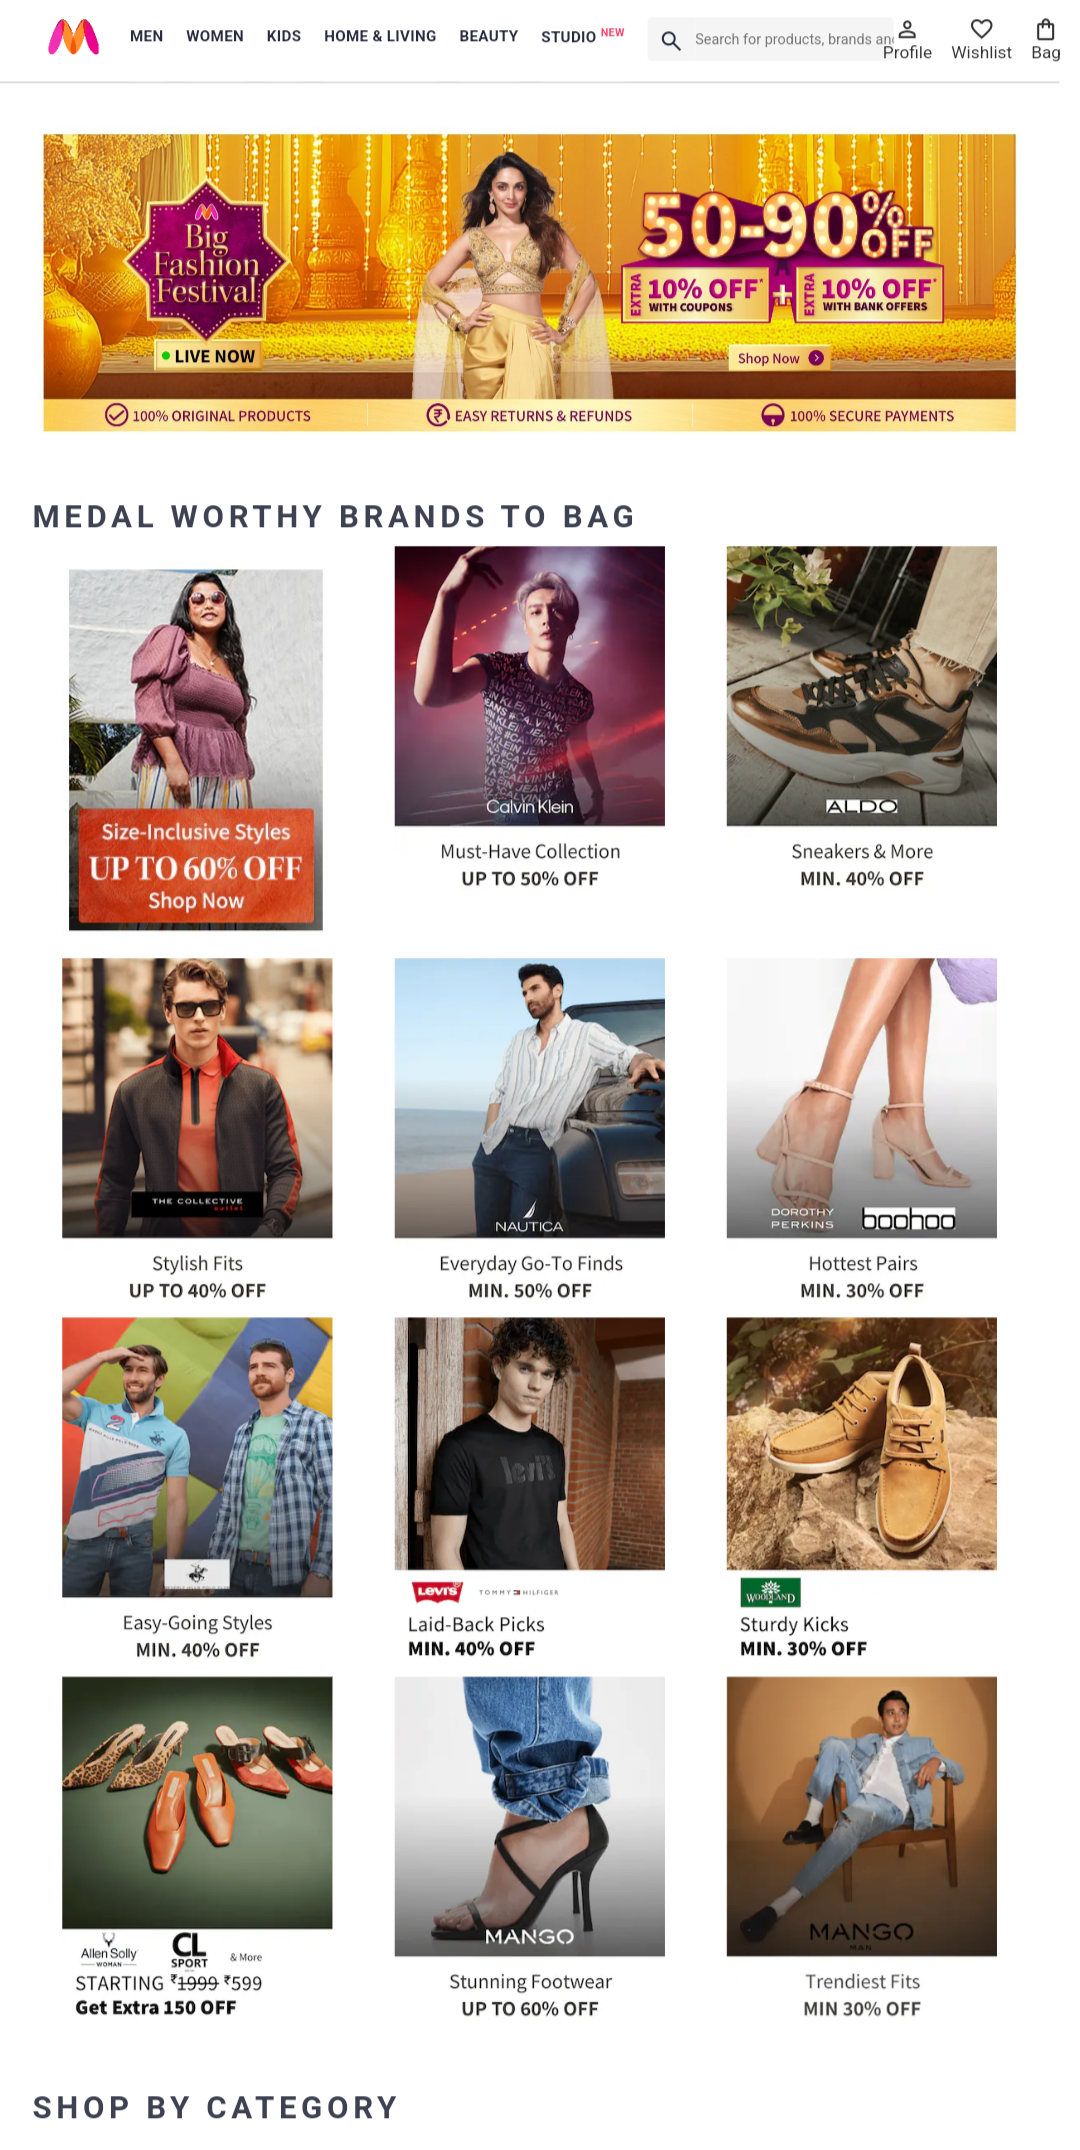 MEN WOMEN KIDS HOME & LIVING BEAUTY STUDIO NEW
Search for products, brands an
Profile Wishlist Bag
Big
Fashion
Festival
LIVE NOW
50-90% OFF
EXTRA 10% OFF* WITH COUPONS + EXTRA 10% OFF* WITH BANK OFFERS
Shop Now
100% ORIGINAL PRODUCTS
EASY RETURNS & REFUNDS
100% SECURE PAYMENTS
MEDAL WORTHY BRANDS TO BAG
Size-Inclusive Styles
UP TO 60% OFF
Shop Now
Calvin Klein
Must-Have Collection
UP TO 50% OFF
ALDO
Sneakers & More
MIN. 40% OFF
THE COLLECTIVE
outlet
Stylish Fits
UP TO 40% OFF
NAUTICA
Everyday Go-To Finds
MIN. 50% OFF
DOROTHY
PERKINS
boohoo
Hottest Pairs
MIN. 30% OFF
2
Easy-Going Styles
MIN. 40% OFF
levi's
LEVI'S TOMMY HILFIGER
Laid-Back Picks
MIN. 40% OFF
WOODLAND
Sturdy Kicks
MIN. 30% OFF
Allen Solly
WOMAN
CL
SPORT
& More
STARTING ₹1999 ₹599
Get Extra 150 OFF
MANGO
Stunning Footwear
UP TO 60% OFF
MANGO
MAN
Trendiest Fits
MIN 30% OFF
SHOP BY CATEGORY